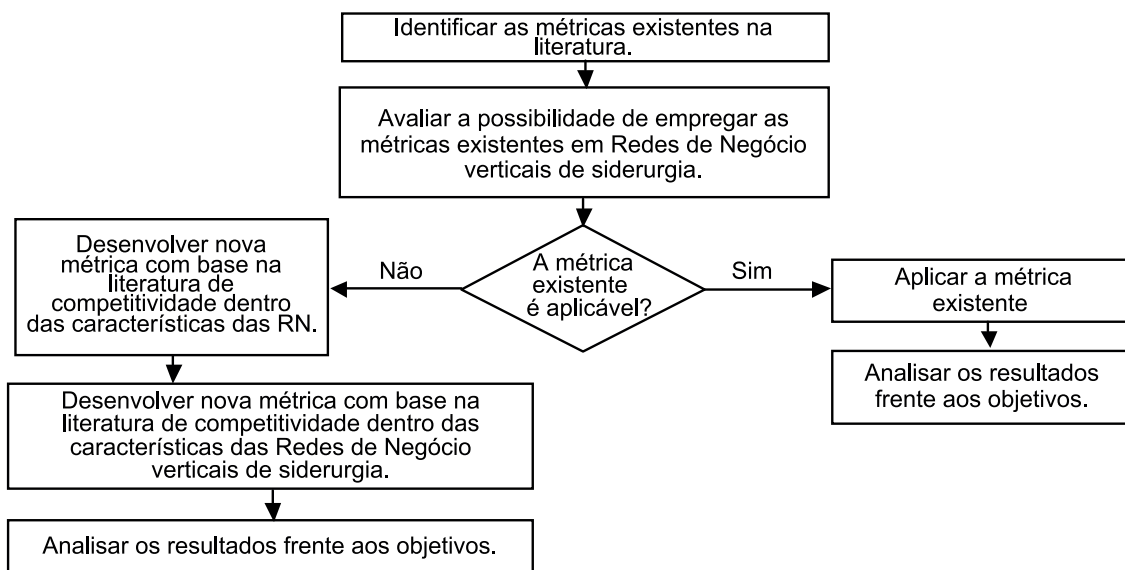 Identificar as métricas existentes na
literatura.
Avaliar a possibilidade de empregar as
métricas existentes em Redes de Negócio
verticais de siderurgia.
A métrica
existente
é aplicável?
Não
Sim
Desenvolver nova
métrica com base na
literatura de
competitividade dentro
das características das RN.
Aplicar a métrica
existente
Desenvolver nova métrica com base na
literatura de competitividade dentro das
características das Redes de Negócio
verticais de siderurgia.
Analisar os resultados
frente aos objetivos.
Analisar os resultados frente aos objetivos.